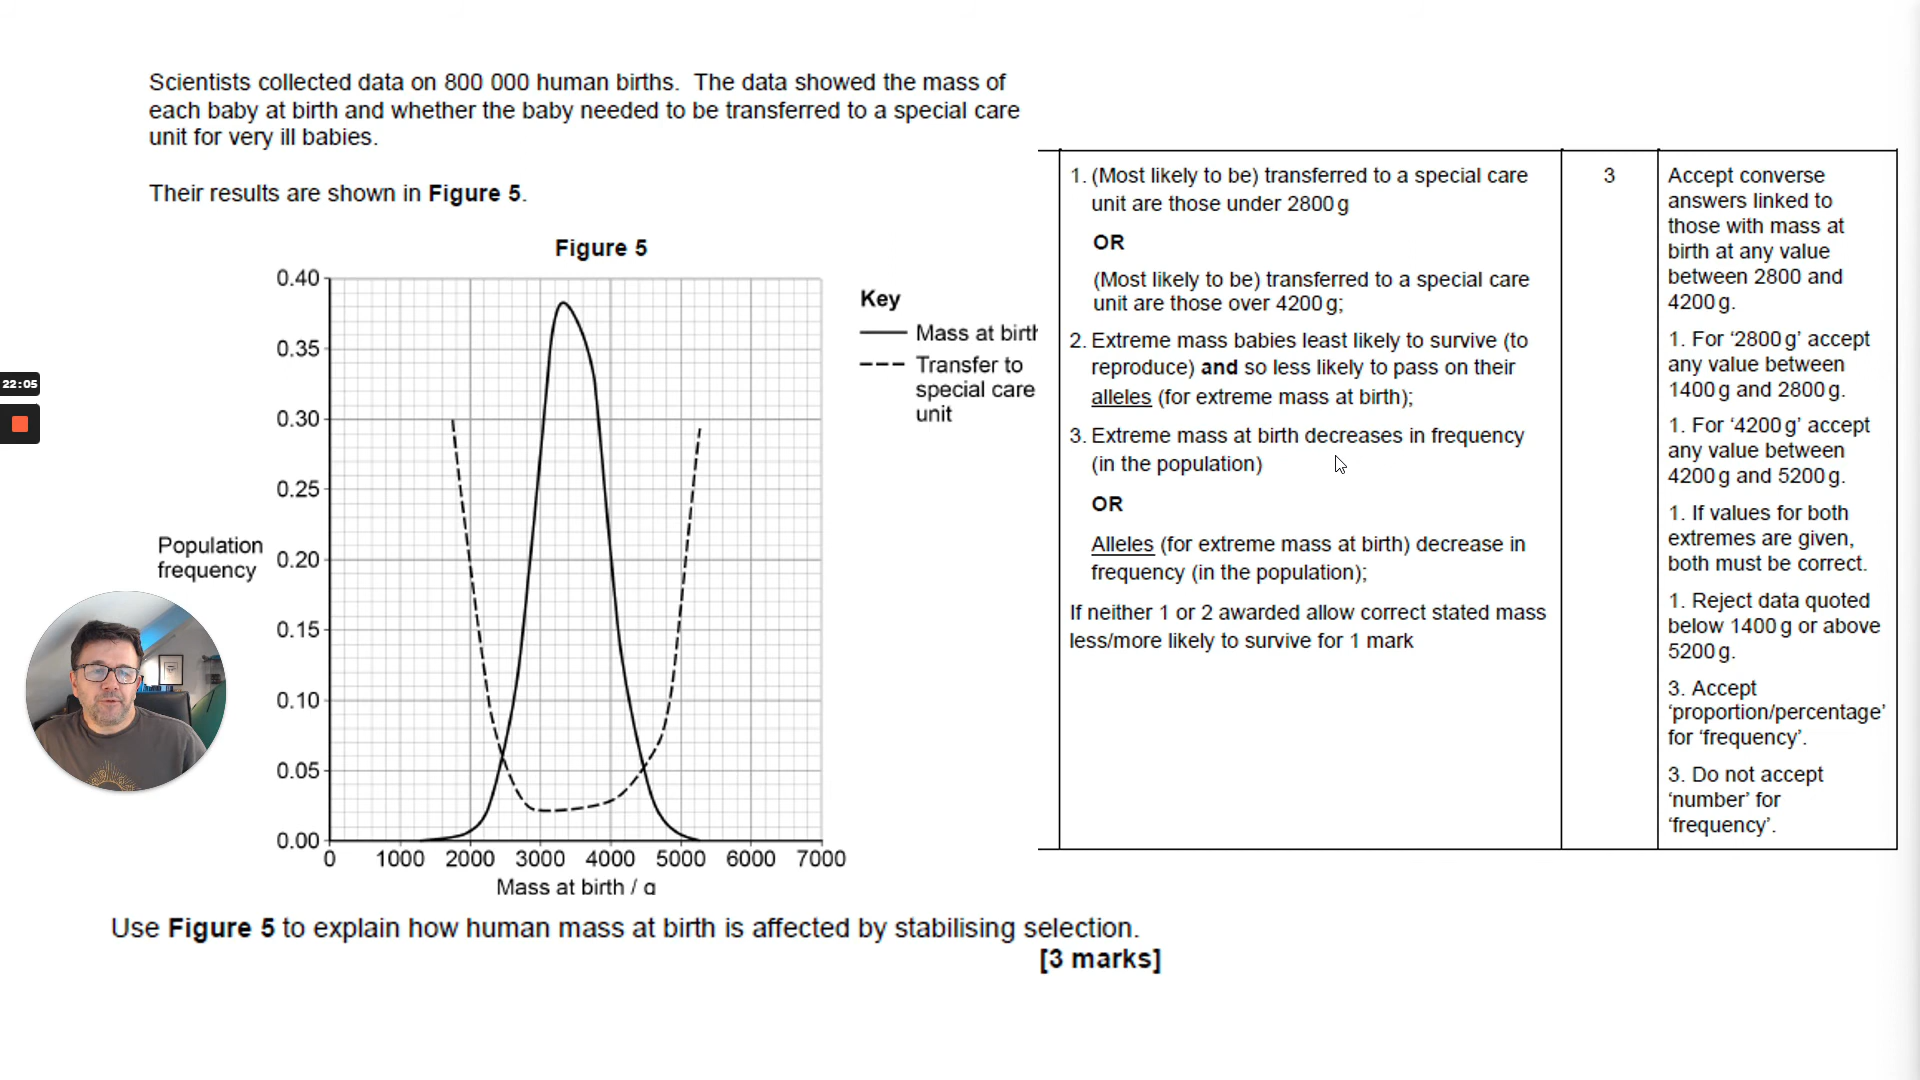 Scientists collected data on 800 000 human births. The data showed the mass of
each baby at birth and whether the baby needed to be transferred to a special care
unit for very ill babies.
Their results are shown in Figure 5.
Figure 5
0.40
0.35
0.30
0.25
0.20
0.15
0.10
0.05
0.00
Population
frequency
0 1000 2000 3000 4000 5000 6000 7000
Mass at birth / g
Key
Mass at birth
Transfer to
special care
unit
22:05
Use Figure 5 to explain how human mass at birth is affected by stabilising selection.
[3 marks]
1. (Most likely to be) transferred to a special care
unit are those under 2800 g
OR
(Most likely to be) transferred to a special care
unit are those over 4200 g;
2. Extreme mass babies least likely to survive (to
reproduce) and so less likely to pass on their
alleles (for extreme mass at birth);
3. Extreme mass at birth decreases in frequency
(in the population)
OR
Alleles (for extreme mass at birth) decrease in
frequency (in the population);
If neither 1 or 2 awarded allow correct stated mass
less/more likely to survive for 1 mark
3
Accept converse
answers linked to
those with mass at
birth at any value
between 2800 and
4200 g.
1. For ‘2800 g’ accept
any value between
1400 g and 2800 g.
1. For ‘4200 g’ accept
any value between
4200 g and 5200 g.
1. If values for both
extremes are given,
both must be correct.
1. Reject data quoted
below 1400 g or above
5200 g.
3. Accept
‘proportion/percentage’
for ‘frequency’.
3. Do not accept
‘number’ for
‘frequency’.